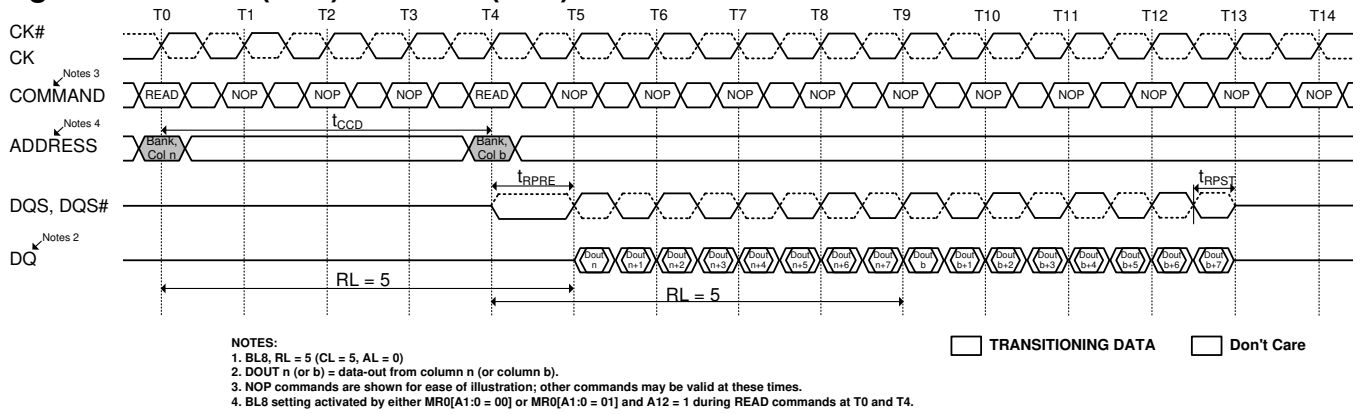 T0 T1 T2 T3 T4 T5 T6 T7 T8 T9 T10 T11 T12 T13 T14
CK#
CK
Notes 3
COMMAND READ NOP NOP NOP READ NOP NOP NOP NOP NOP NOP NOP NOP NOP NOP
Notes 4
tCCD
ADDRESS
Bank, Col n
Bank, Col b
tRPRE
tRPST
DQS, DQS#
Notes 2
DQ
Dout n Dout n+1 Dout n+2 Dout n+3 Dout n+4 Dout n+5 Dout n+6 Dout n+7 Dout b Dout b+1 Dout b+2 Dout b+3 Dout b+4 Dout b+5 Dout b+6 Dout b+7
RL = 5
RL = 5
NOTES:
1. BL8, RL = 5 (CL = 5, AL = 0)
2. DOUT n (or b) = data-out from column n (or column b).
3. NOP commands are shown for ease of illustration; other commands may be valid at these times.
4. BL8 setting activated by either MR0[A1:0 = 00] or MR0[A1:0 = 01] and A12 = 1 during READ commands at T0 and T4.
TRANSITIONING DATA
Don't Care